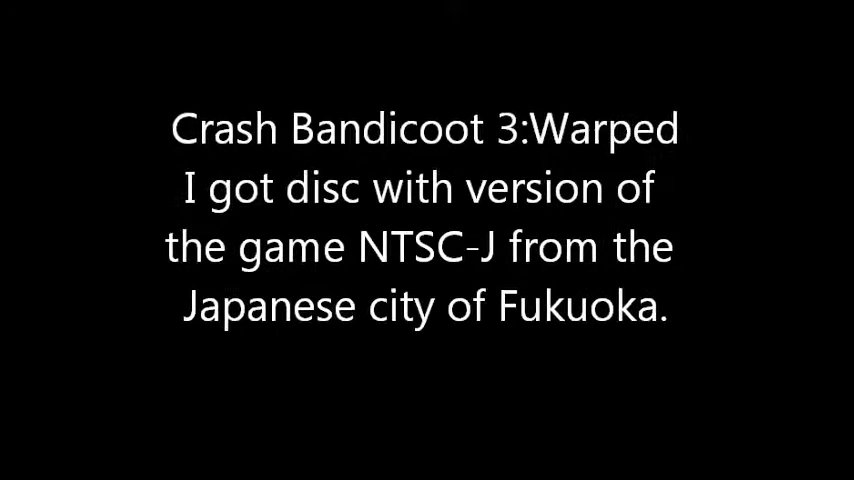 Crash Bandicoot 3:Warped
I got disc with version of
the game NTSC-J from the
Japanese city of Fukuoka.